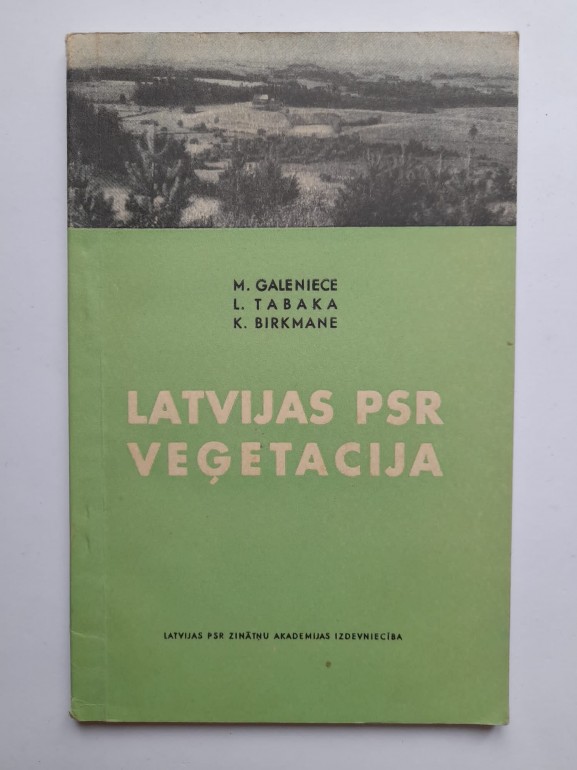 M. GALENIECE
L. TABAKA
K. BIRKMANE
LATVIJAS PSR
VEĢETACIJA
LATVIJAS PSR ZINĀTŅU AKADEMIJAS IZDEVNIECĪBA